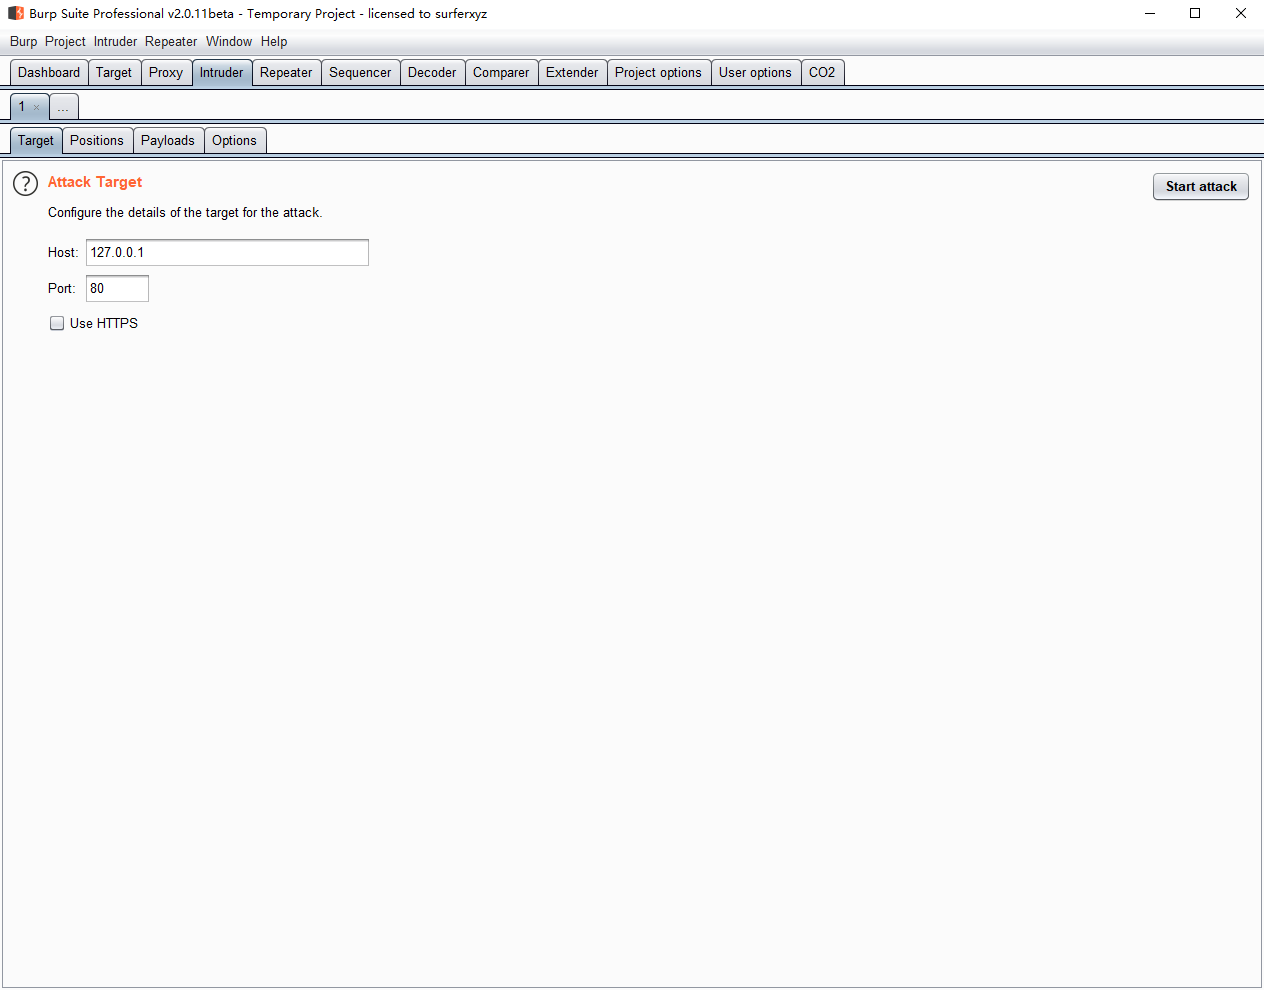 Burp Suite Professional v2.0.11beta - Temporary Project - licensed to surferxyz
Burp Project Intruder Repeater Window Help
Dashboard Target Proxy Intruder Repeater Sequencer Decoder Comparer Extender Project options User options CO2
1 × ...
Target Positions Payloads Options
? Attack Target
Start attack
Configure the details of the target for the attack.
Host: 127.0.0.1
Port: 80
Use HTTPS